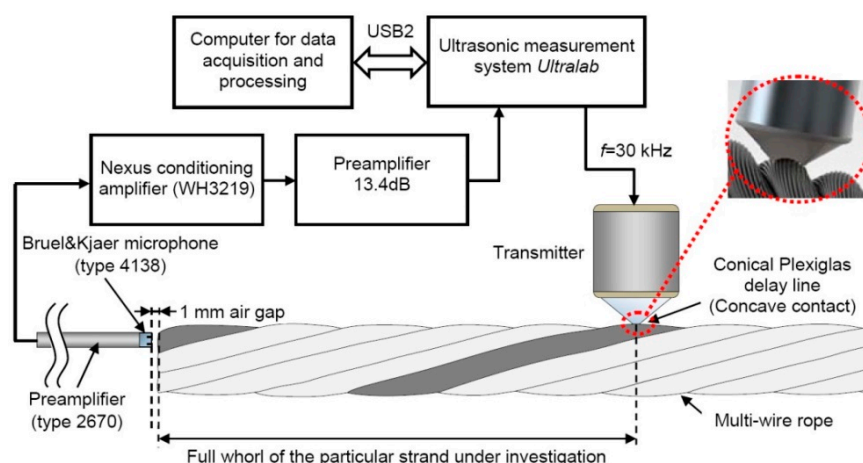 Computer for data
acquisition and
processing
USB2
Ultrasonic measurement
system Ultralab
Nexus conditioning
amplifier (WH3219)
Preamplifier
13.4dB
f=30 kHz
Bruel&Kjaer microphone
(type 4138)
1 mm air gap
Transmitter
Conical Plexiglas
delay line
(Concave contact)
Preamplifier
(type 2670)
Multi-wire rope
Full whorl of the particular strand under investigation